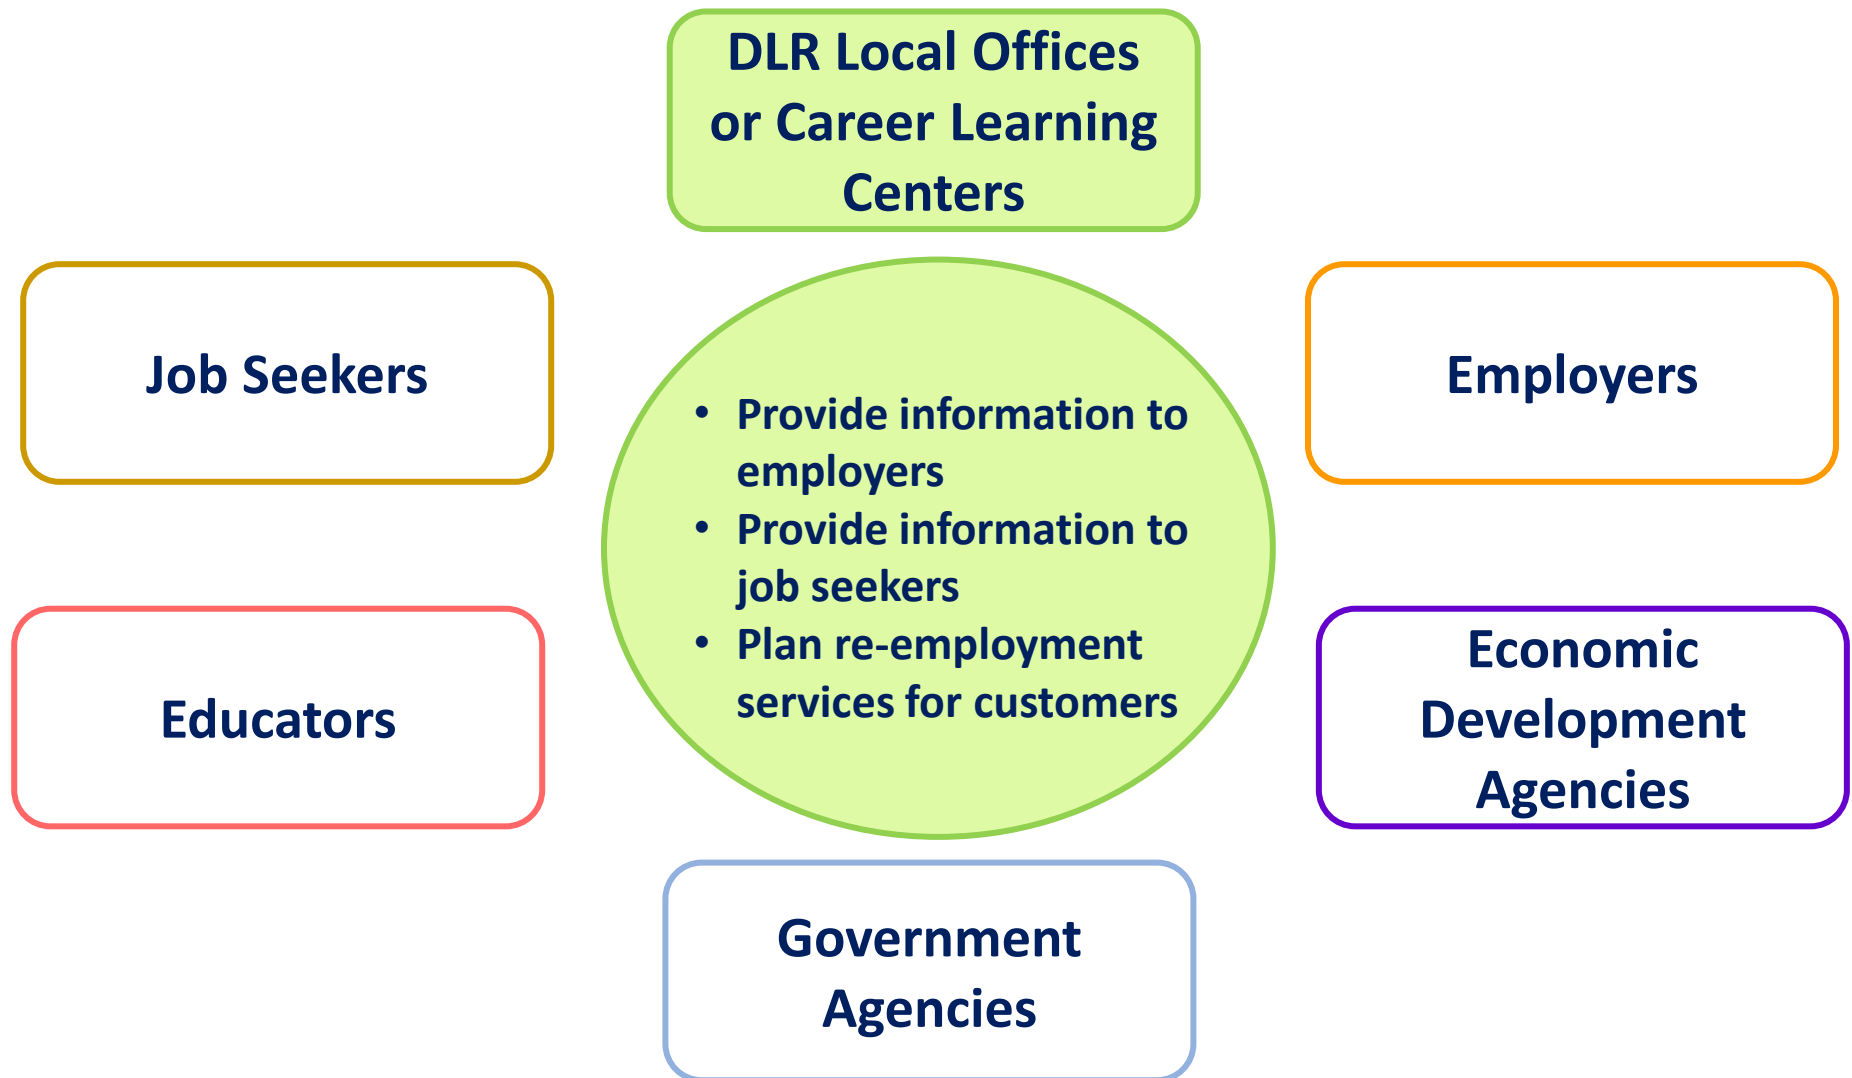 DLR Local Offices
or Career Learning
Centers
Job Seekers
Employers
• Provide information to
employers
• Provide information to
job seekers
• Plan re-employment
services for customers
Educators
Economic
Development
Agencies
Government
Agencies